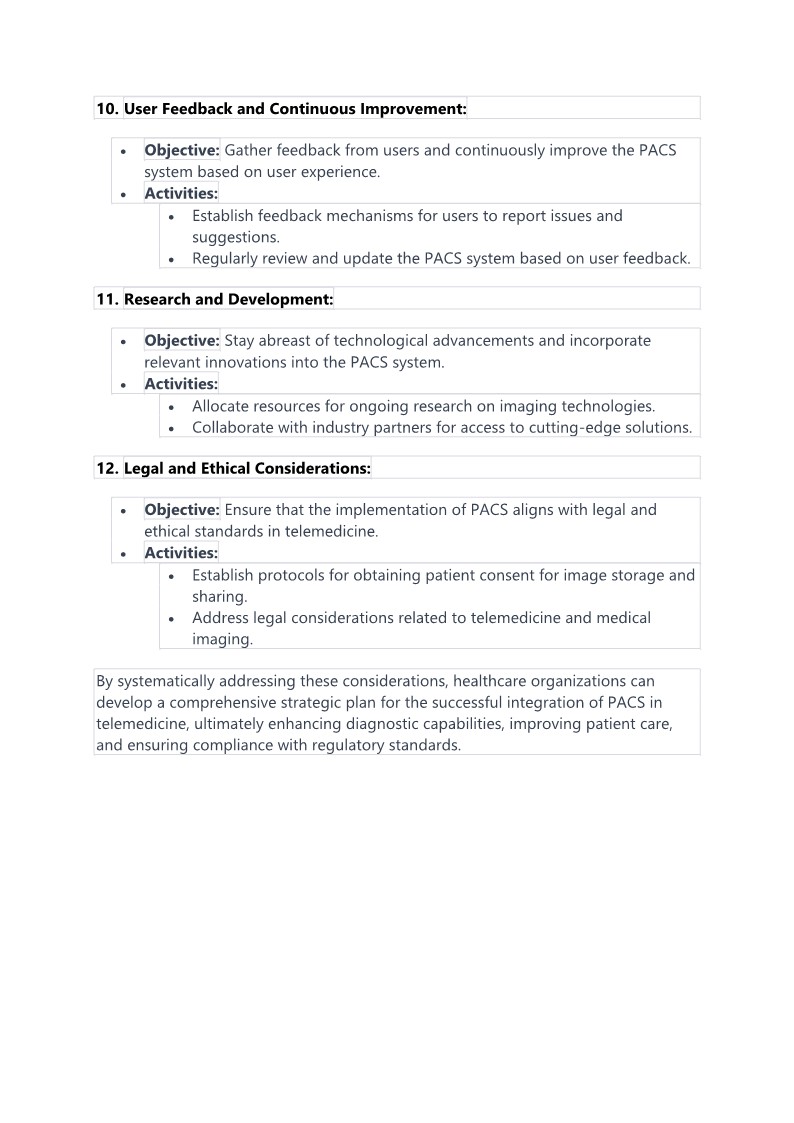 10. User Feedback and Continuous Improvement:
• Objective: Gather feedback from users and continuously improve the PACS
system based on user experience.
• Activities:
• Establish feedback mechanisms for users to report issues and
suggestions.
• Regularly review and update the PACS system based on user feedback.
11. Research and Development:
• Objective: Stay abreast of technological advancements and incorporate
relevant innovations into the PACS system.
• Activities:
• Allocate resources for ongoing research on imaging technologies.
• Collaborate with industry partners for access to cutting-edge solutions.
12. Legal and Ethical Considerations:
• Objective: Ensure that the implementation of PACS aligns with legal and
ethical standards in telemedicine.
• Activities:
• Establish protocols for obtaining patient consent for image storage and
sharing.
• Address legal considerations related to telemedicine and medical
imaging.
By systematically addressing these considerations, healthcare organizations can
develop a comprehensive strategic plan for the successful integration of PACS in
telemedicine, ultimately enhancing diagnostic capabilities, improving patient care,
and ensuring compliance with regulatory standards.